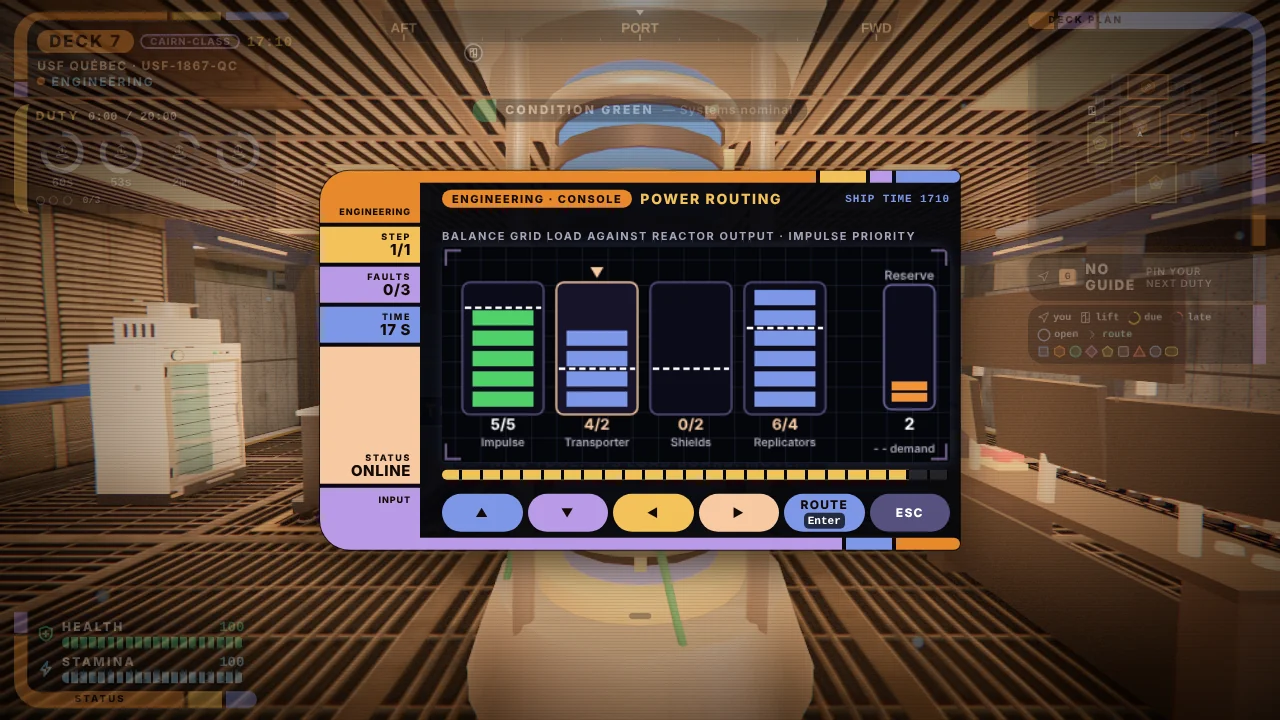 AFT
PORT
FWD
DECK PLAN
DECK 7
CAIRN-CLASS
17:10
USF QUÉBEC · USF-1867-QC
ENGINEERING
CONDITION GREEN — Systems nominal
DUTY 0:00 / 20:00
53S
0/3
A
F
ENGINEERING
STEP
1/1
FAULTS
0/3
TIME
17 S
STATUS
ONLINE
INPUT
ENGINEERING · CONSOLE
POWER ROUTING
SHIP TIME 1710
BALANCE GRID LOAD AGAINST REACTOR OUTPUT · IMPULSE PRIORITY
Reserve
5/5
4/2
0/2
6/4
2
Impulse
Transporter
Shields
Replicators
-- demand
▲
▼
◀
▶
ROUTE
Enter
ESC
G
NO GUIDE
PIN YOUR
NEXT DUTY
you
lift
due
late
open
route
HEALTH
100
STAMINA
100
STATUS